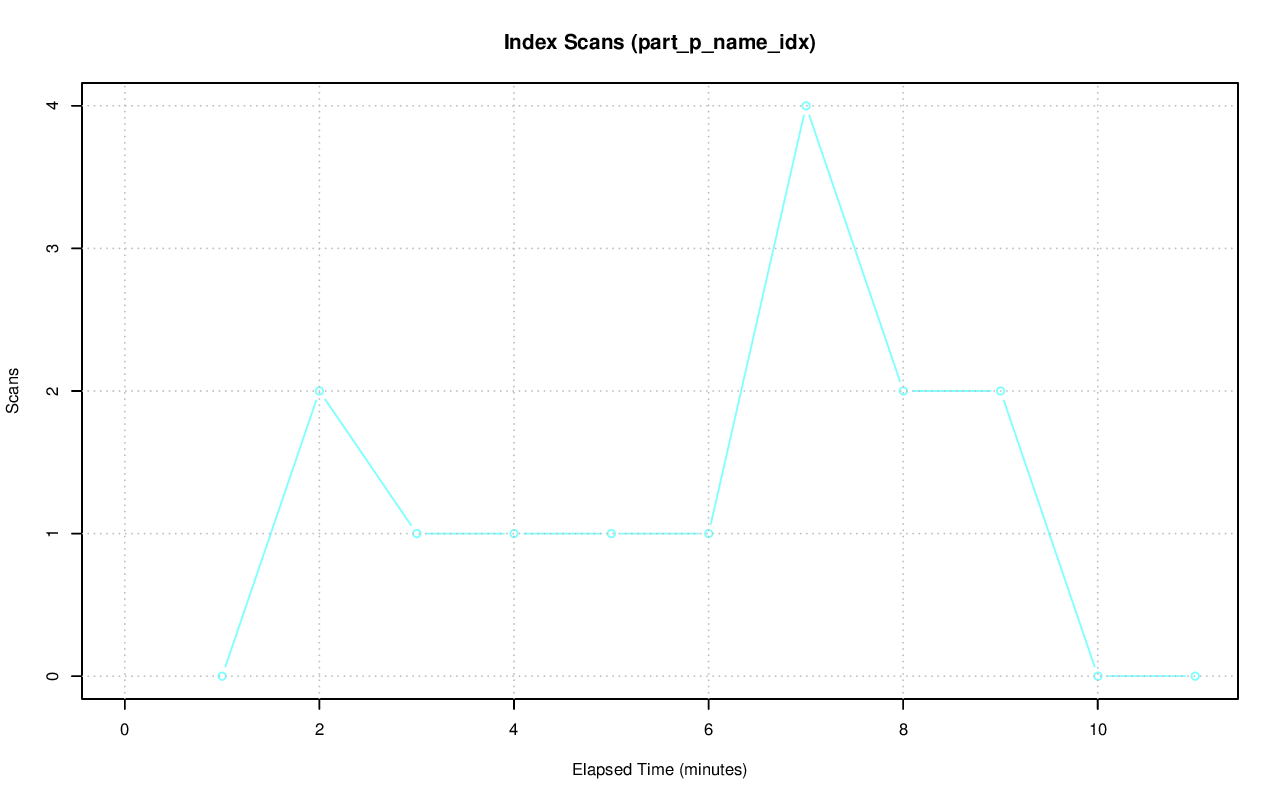 Index Scans (part_p_name_idx)
4
3
2
1
0
Scans
0 2 4 6 8 10
Elapsed Time (minutes)